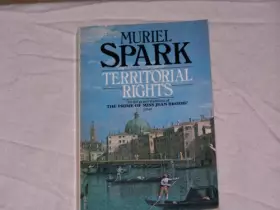 MURIEL
SPARK
TERRITORIAL
RIGHTS
THE PRIME OF MISS JEAN BRODIE